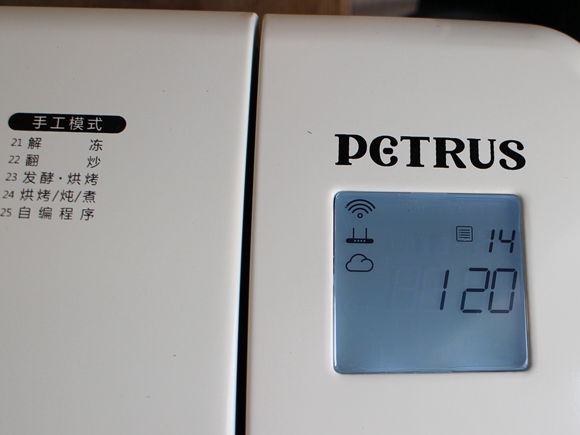 手工模式
21 解 冻
22 翻 炒
23 发酵·烘烤
24 烘烤/炖/煮
25 自编程序
PETRUS
14
120